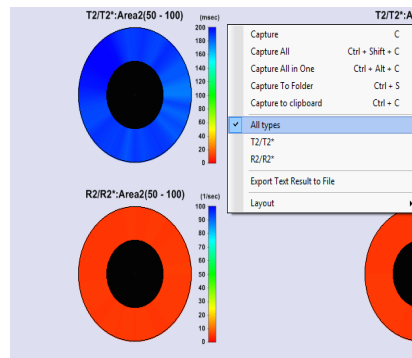 T2/T2*:Area2(50 - 100) (msec)
T2/T2*:A
200
180
160
140
120
100
80
60
40
20
0
Capture C
Capture All Ctrl + Shift + C
Capture All in One Ctrl + Alt + C
Capture To Folder Ctrl + S
Capture to clipboard Ctrl + C
All types
T2/T2*
R2/R2*
Export Text Result to File
Layout
R2/R2*:Area2(50 - 100) (1/sec)
100
90
80
70
60
50
40
30
20
10
0